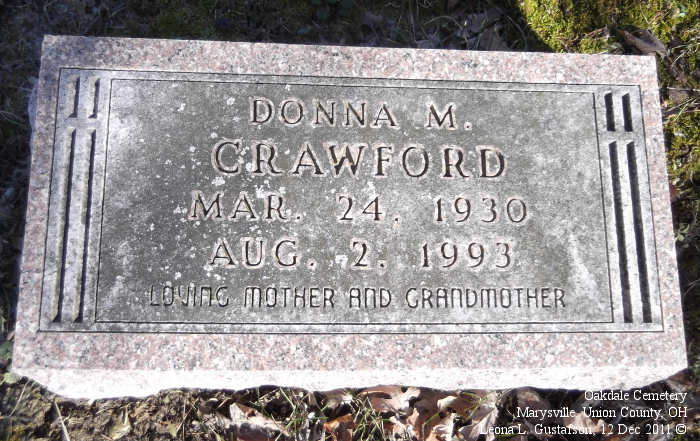 DONNA M.
CRAWFORD
MAR. 24, 1930
AUG. 2, 1993
LOVING MOTHER AND GRANDMOTHER
Oakdale Cemetery
Marysville, Union County, OH
Leona L. Gustafson, 12 Dec 2011 ©